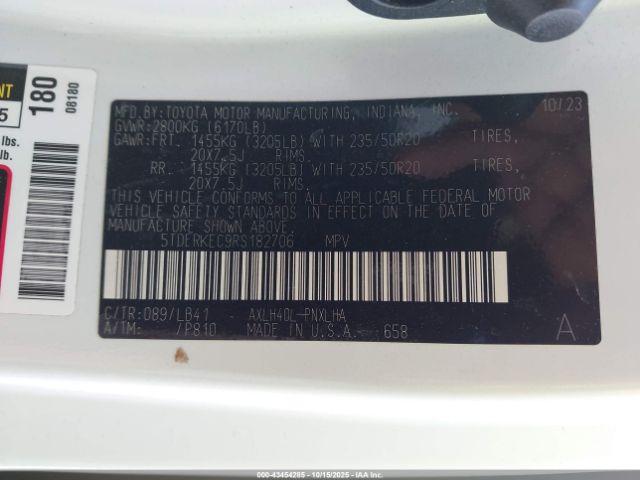 NT
5
lbs.
t.
180
08180
MFD.BY:TOYOTA MOTOR MANUFACTURING, INDIANA, INC. 10/23
GVWR:2800KG (6170LB)
GAWR:FRT. 1455KG (3205LB) WITH 235/50R20 TIRES,
20X7.5J RIMS.
RR. 1455KG (3205LB) WITH 235/50R20 TIRES,
20X7.5J RIMS.
THIS VEHICLE CONFORMS TO ALL APPLICABLE FEDERAL MOTOR
VEHICLE SAFETY STANDARDS IN EFFECT ON THE DATE OF
MANUFACTURE SHOWN ABOVE.
5TDERKEC9RS182706 MPV
C/TR:089/LB41 AXLH40L-PNXLHA
A/TM: /P810 MADE IN U.S.A. 658 A
000-43454285 - 10/15/2025 - IAA Inc.